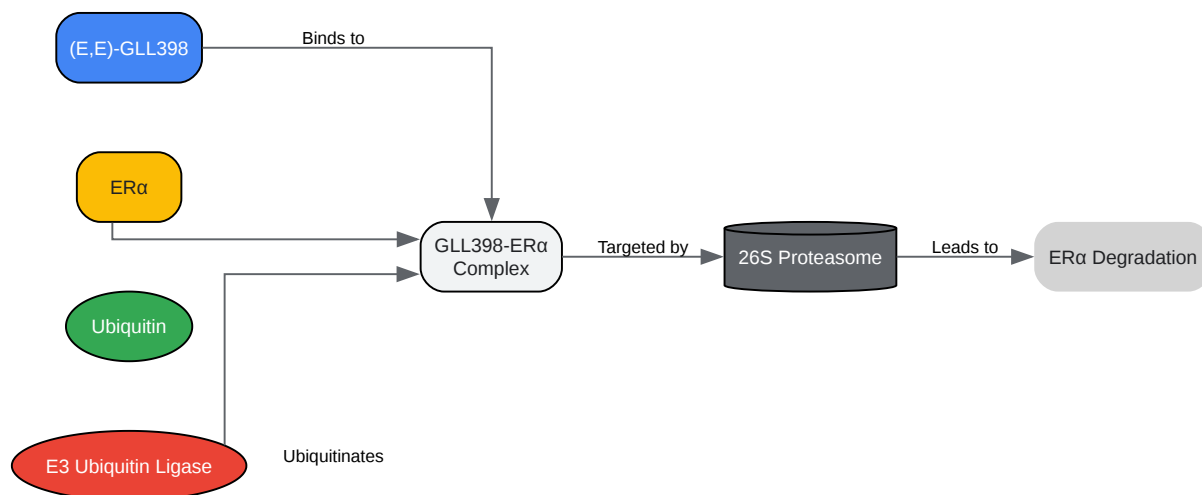 (E,E)-GLL398
Binds to
ERα
GLL398-ERα
Complex
Targeted by
26S Proteasome
Leads to
ERα Degradation
Ubiquitin
E3 Ubiquitin Ligase
Ubiquitinates